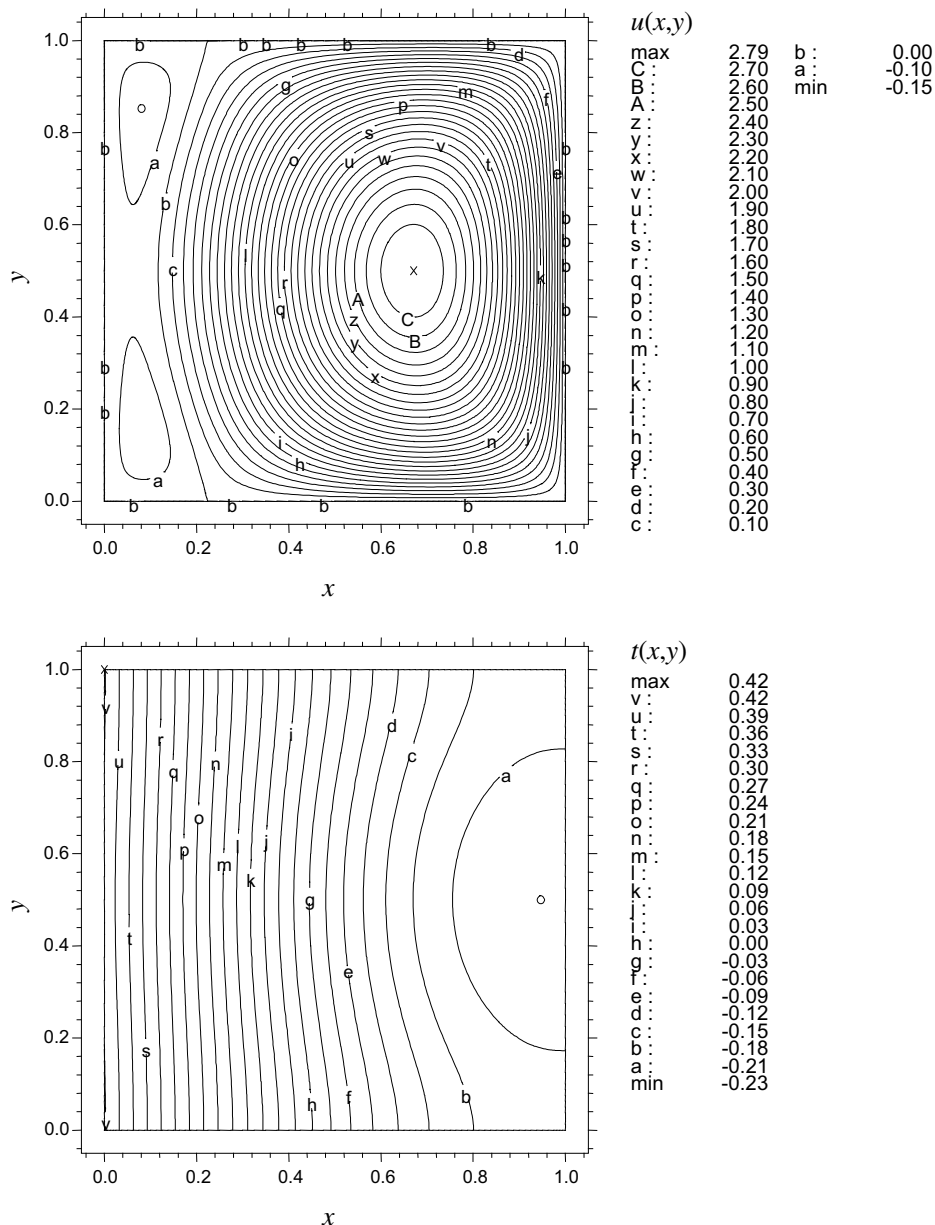 u(x,y)
max 2.79 b : 0.00
C : 2.70 a : -0.10
B : 2.60 min -0.15
A : 2.50
z : 2.40
y : 2.30
x : 2.20
w : 2.10
v : 2.00
u : 1.90
t : 1.80
s : 1.70
r : 1.60
q : 1.50
p : 1.40
o : 1.30
n : 1.20
m : 1.10
l : 1.00
k : 0.90
j : 0.80
i : 0.70
h : 0.60
g : 0.50
f : 0.40
e : 0.30
d : 0.20
c : 0.10
1.0
0.8
0.6
0.4
0.2
0.0
y
0.0 0.2 0.4 0.6 0.8 1.0
x
b b b b b b d
g m f
p
s
b o u w v t b
a e
b
b
c l b
r k b
q A b
z C
y B
b x b
b
i n j
h
a
b b b b
t(x,y)
max 0.42
v : 0.42
u : 0.39
t : 0.36
s : 0.33
r : 0.30
q : 0.27
p : 0.24
o : 0.21
n : 0.18
m : 0.15
l : 0.12
k : 0.09
j : 0.06
i : 0.03
h : 0.00
g : -0.03
f : -0.06
e : -0.09
d : -0.12
c : -0.15
b : -0.18
a : -0.21
min -0.23
1.0
0.8
0.6
0.4
0.2
0.0
y
0.0 0.2 0.4 0.6 0.8 1.0
x
v
r i d
u q n c a
o
p l j
m k
g
t
e
s
v h f b